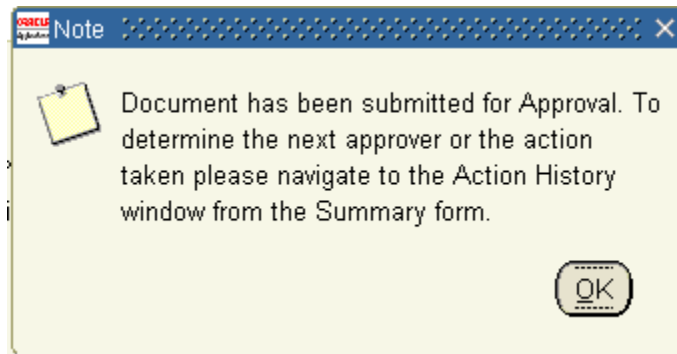 ORACLE
Note
Document has been submitted for Approval. To
determine the next approver or the action
taken please navigate to the Action History
window from the Summary form.
OK